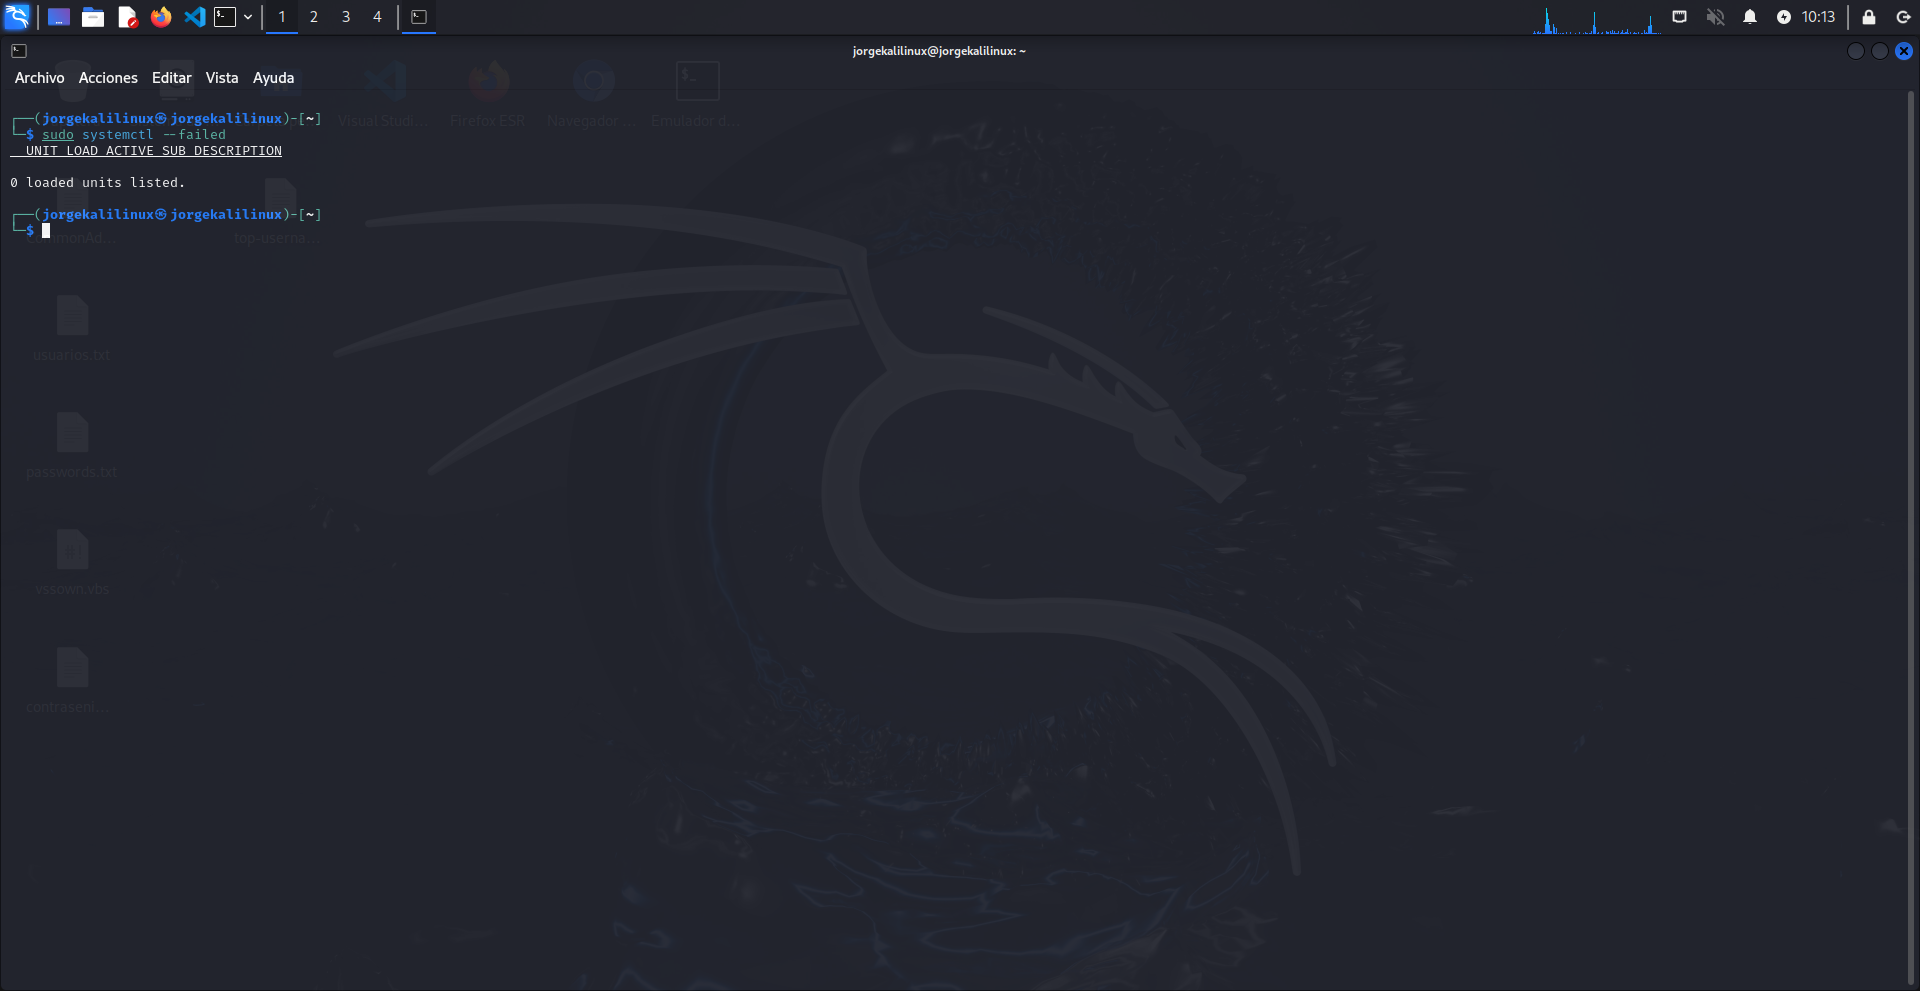 1 2 3 4 10:13
jorgekalilinux@jorgekalilinux: ~
Archivo Acciones Editar Vista Ayuda
Visual Studi... Firefox ESR Navegador ... Emulador d...
┌──(jorgekalilinux㉿jorgekalilinux)-[~]
└─$ sudo systemctl --failed
UNIT LOAD ACTIVE SUB DESCRIPTION
0 loaded units listed.
┌──(jorgekalilinux㉿jorgekalilinux)-[~]
└─$
CommonAd... top-userna...
usuarios.txt
passwords.txt
vssown.vbs
contraseni...